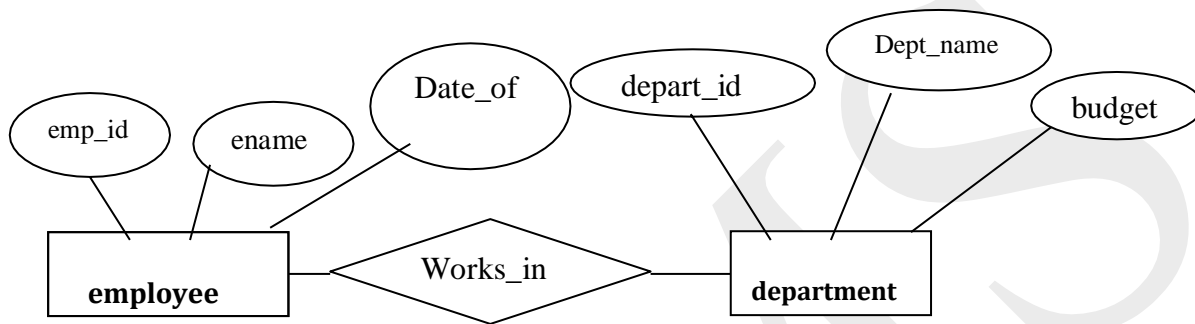 Dept_name
Date_of
depart_id
budget
emp_id
ename
Works_in
employee
department